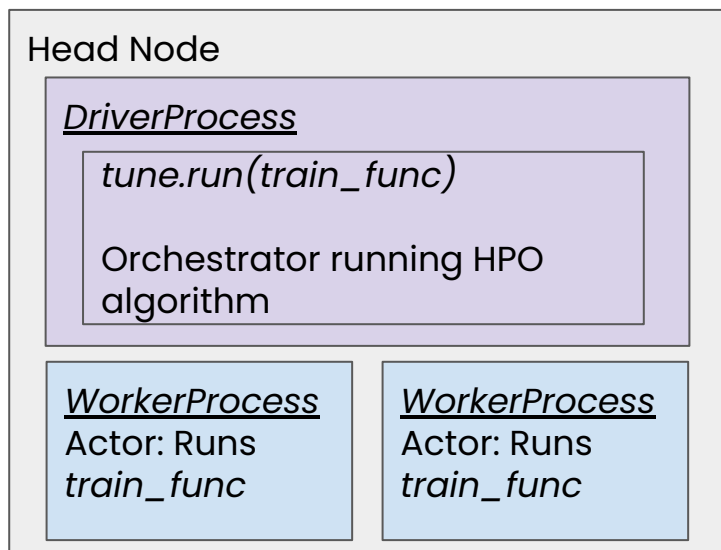 Head Node
DriverProcess
tune.run(train_func)
Orchestrator running HPO
algorithm
WorkerProcess
Actor: Runs
train_func
WorkerProcess
Actor: Runs
train_func